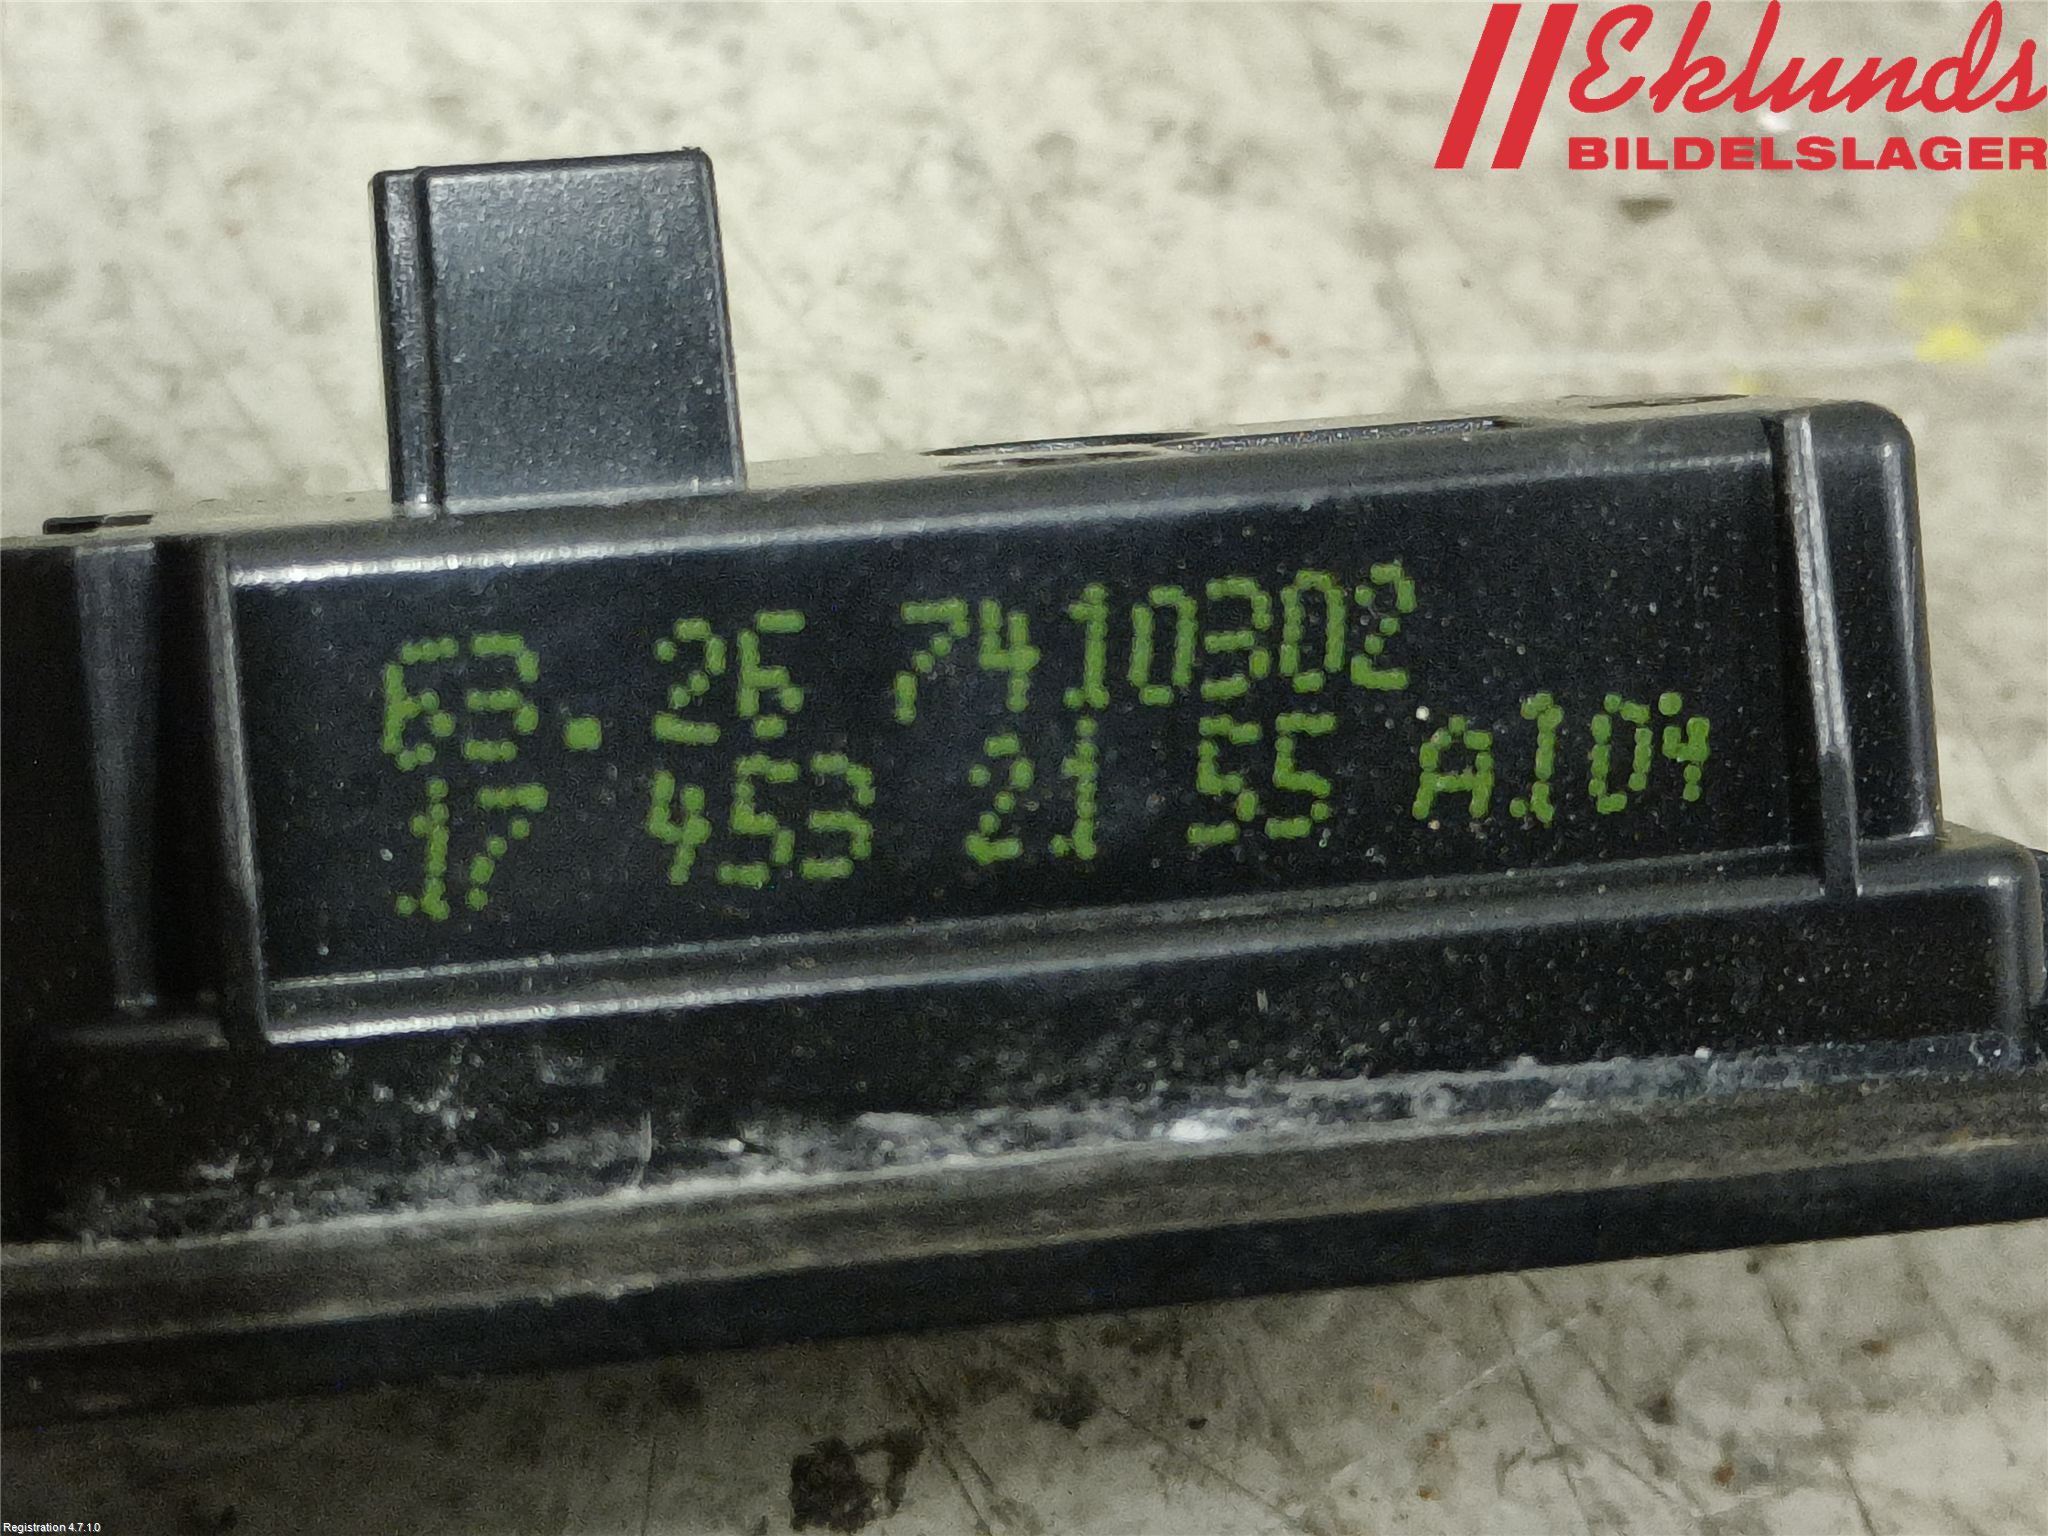 Eklunds
BILDELSLAGER
63.26 7410302
17 453 21 55 A104
Registration 4.7.1.0